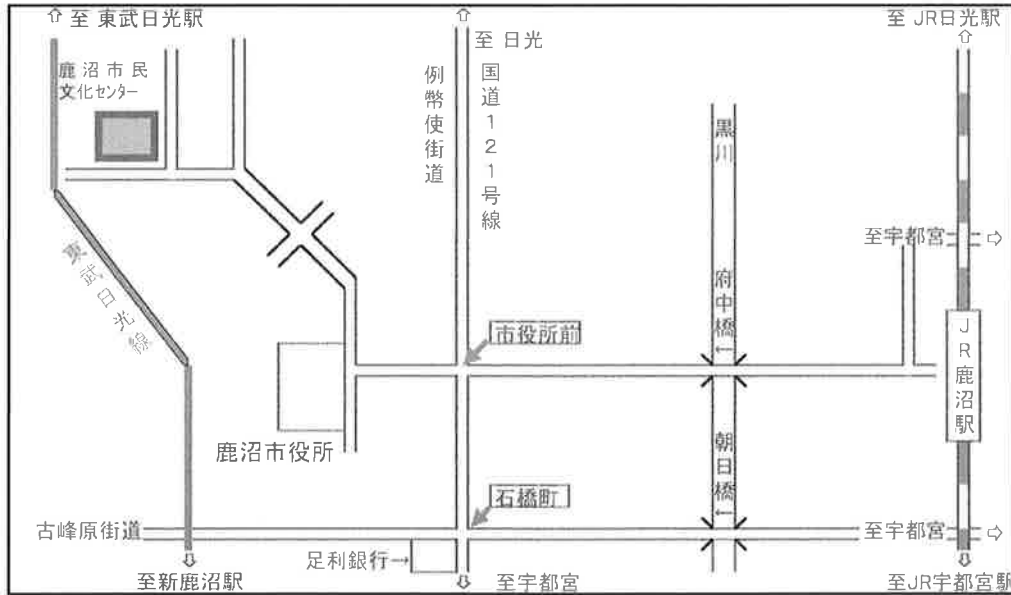 至 東武日光駅
至 日光
至 JR日光駅
鹿沼市民
文化センター
例幣使街道
国道121号線
黒川
至宇都宮
東武日光線
府中橋→
市役所前
JR鹿沼駅
鹿沼市役所
朝日橋→
石橋町
古峰原街道
至宇都宮
足利銀行→
至新鹿沼駅
至宇都宮
至JR宇都宮駅